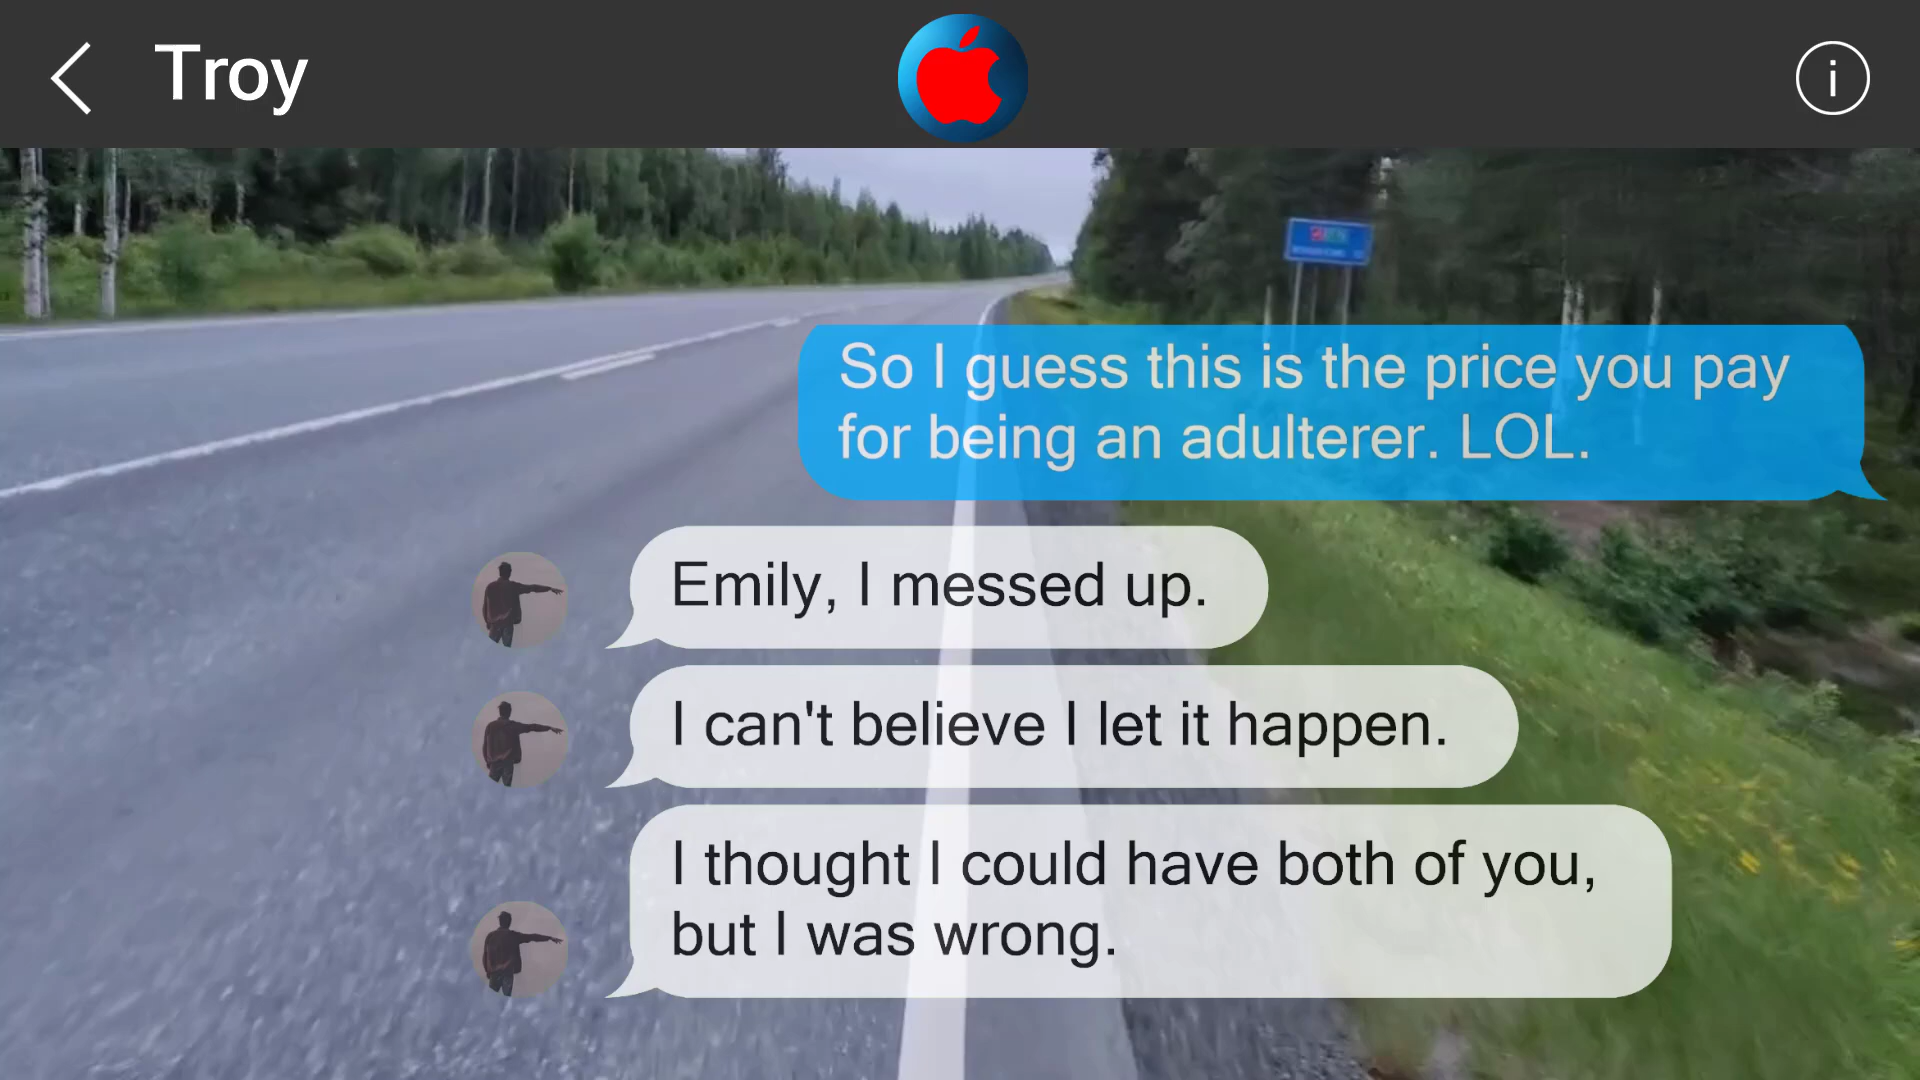 Troy
i
So I guess this is the price you pay
for being an adulterer. LOL.
Emily, I messed up.
I can't believe I let it happen.
I thought I could have both of you,
but I was wrong.